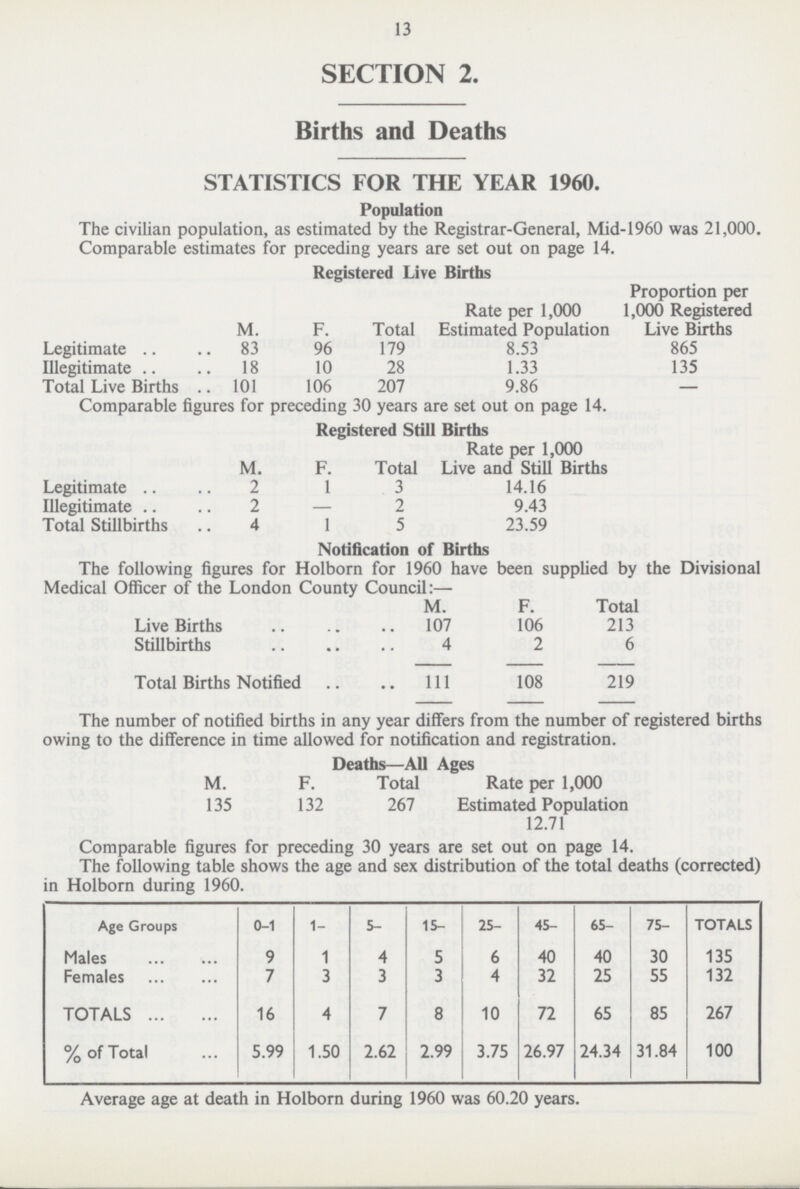 13
SECTION 2.
Births and Deaths
STATISTICS FOR THE YEAR 1960.
Population
The civilian population, as estimated by the Registrar-General, Mid-1960 was 21,000.
Comparable estimates for preceding years are set out on page 14.
Registered Live Births
Proportion per
Rate per 1,000 1,000 Registered
M. F. Total Estimated Population Live Births
Legitimate .. .. 83 96 179 8.53 865
Illegitimate .. .. 18 10 28 1.33 135
Total Live Births .. 101 106 207 9.86 —
Comparable figures for preceding 30 years are set out on page 14.
Registered Still Births
Rate per 1,000
M. F. Total Live and Still Births
Legitimate .. .. 2 1 3 14.16
Illegitimate .. .. 2 — 2 9.43
Total Stillbirths .. 4 1 5 23.59
Notification of Births
The following figures for Holborn for 1960 have been supplied by the Divisional
Medical Officer of the London County Council:—
M. F. Total
Live Births .. .. .. 107 106 213
Stillbirths .. .. .. 4 2 6
Total Births Notified .. .. 111 108 219
The number of notified births in any year differs from the number of registered births
owing to the difference in time allowed for notification and registration.
Deaths—All Ages
M. F. Total Rate per 1,000
135 132 267 Estimated Population
12.71
Comparable figures for preceding 30 years are set out on page 14.
The following table shows the age and sex distribution of the total deaths (corrected)
in Holborn during 1960.
Age Groups 0-1 1- 5- 15- 25- 45- 65- 75- TOTALS
Males ... ... 9 1 4 5 6 40 40 30 135
Females ... ... 7 3 3 3 4 32 25 55 132
TOTALS ... ... 16 4 7 8 10 72 65 85 267
% of Total ... 5.99 1.50 2.62 2.99 3.75 26.97 24.34 31.84 100
Average age at death in Holborn during 1960 was 60.20 years.